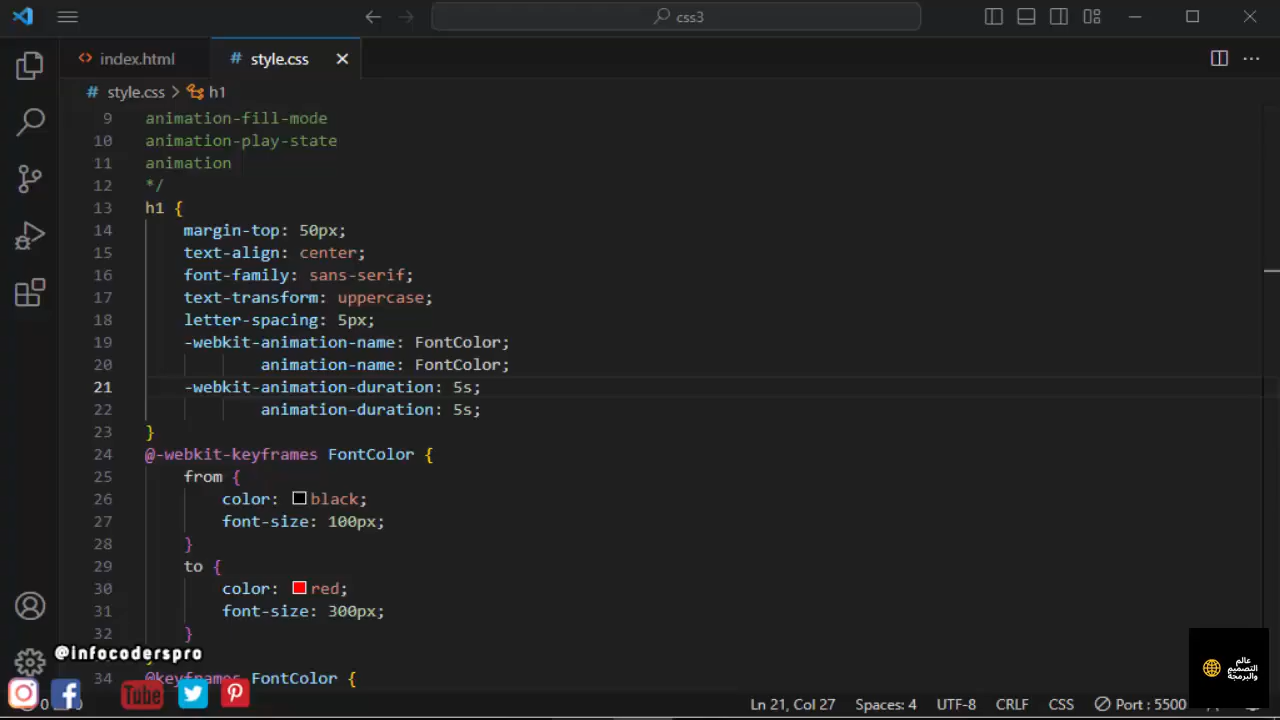 css3
index.html
# style.css
# style.css > h1
9 animation-fill-mode
10 animation-play-state
11 animation
12 */
13 h1 {
14 margin-top: 50px;
15 text-align: center;
16 font-family: sans-serif;
17 text-transform: uppercase;
18 letter-spacing: 5px;
19 -webkit-animation-name: FontColor;
20 animation-name: FontColor;
21 -webkit-animation-duration: 5s;
22 animation-duration: 5s;
23 }
24 @-webkit-keyframes FontColor {
25 from {
26 color: black;
27 font-size: 100px;
28 }
29 to {
30 color: red;
31 font-size: 300px;
32 }
@infocoderspro
34 @keyframes FontColor {
Tube
عالم
التصميم
والبرمجة
Ln 21, Col 27 Spaces: 4 UTF-8 CRLF CSS Port : 5500